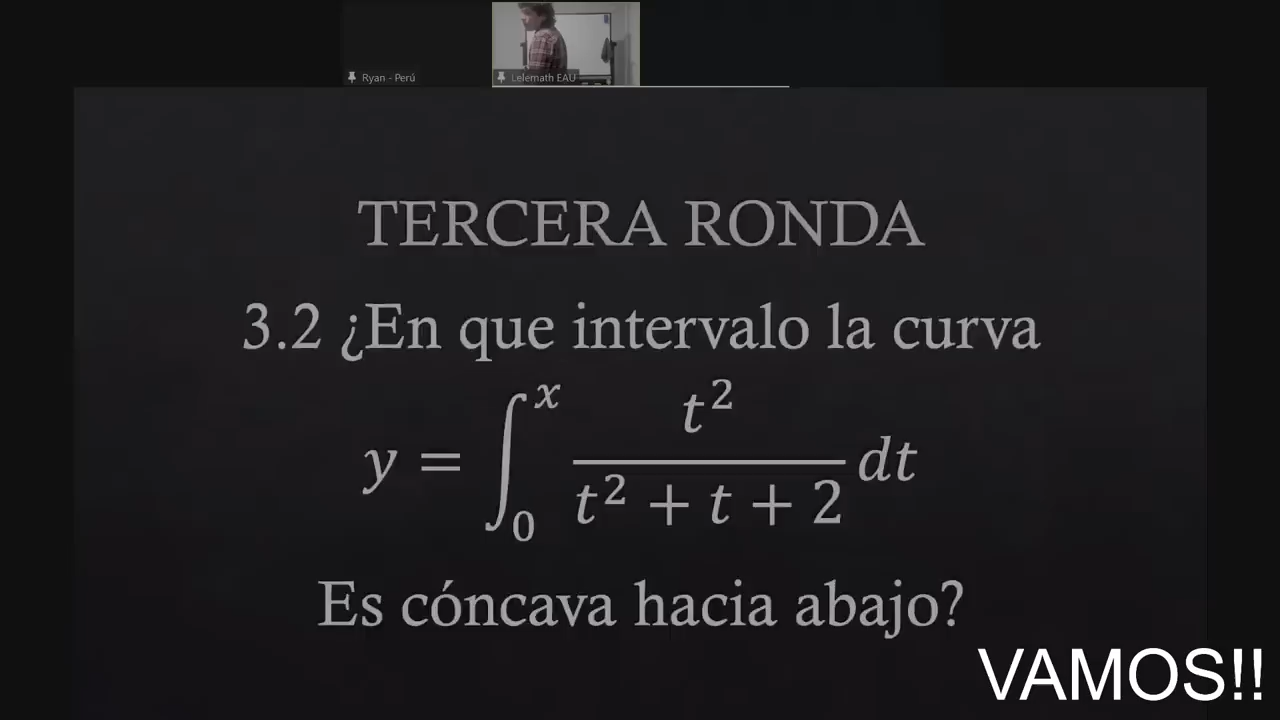 Ryan - Perú
Lelemath EAU
TERCERA RONDA
3.2 ¿En que intervalo la curva
y = ∫₀ˣ t² / (t² + t + 2) dt
Es cóncava hacia abajo?
VAMOS!!